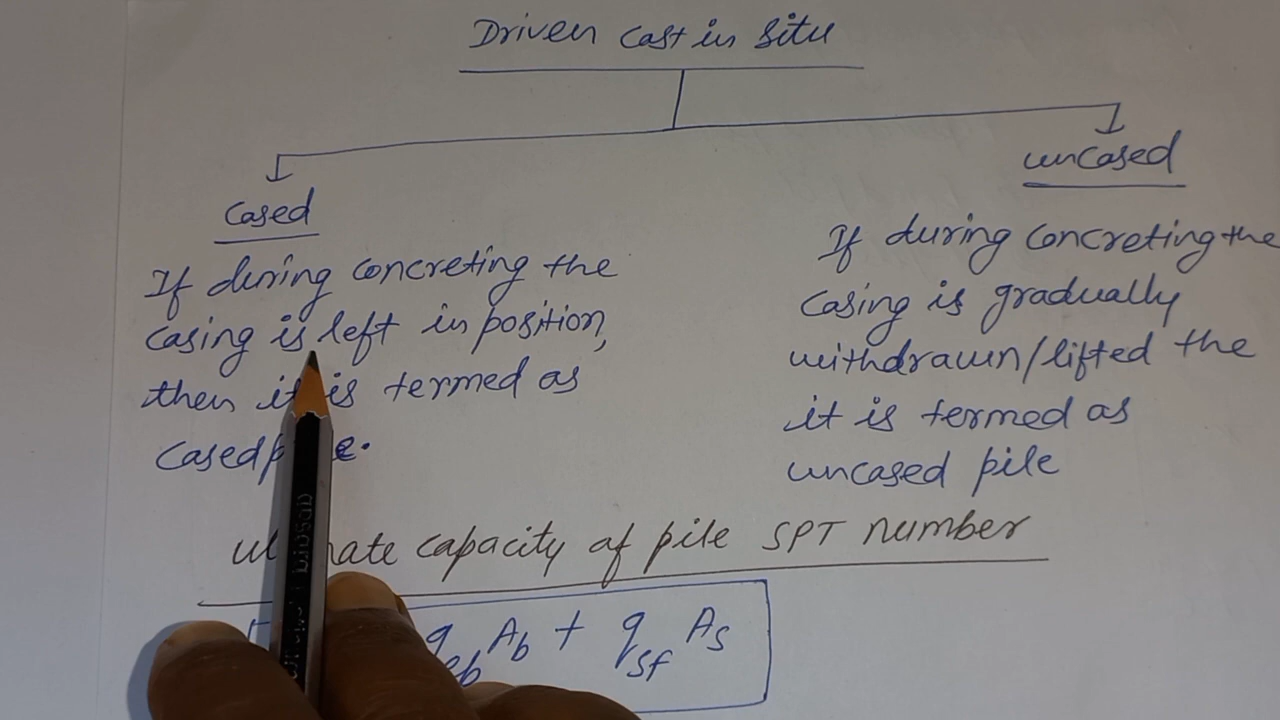 Driven cast in situ
cased
uncased
If during concreting the
casing is left in position,
then it is termed as
cased
If during concreting the
casing is gradually
withdrawn/lifted the
it is termed as
uncased pile
capacity of pile SPT number
q_eb A_b + q_sf A_s